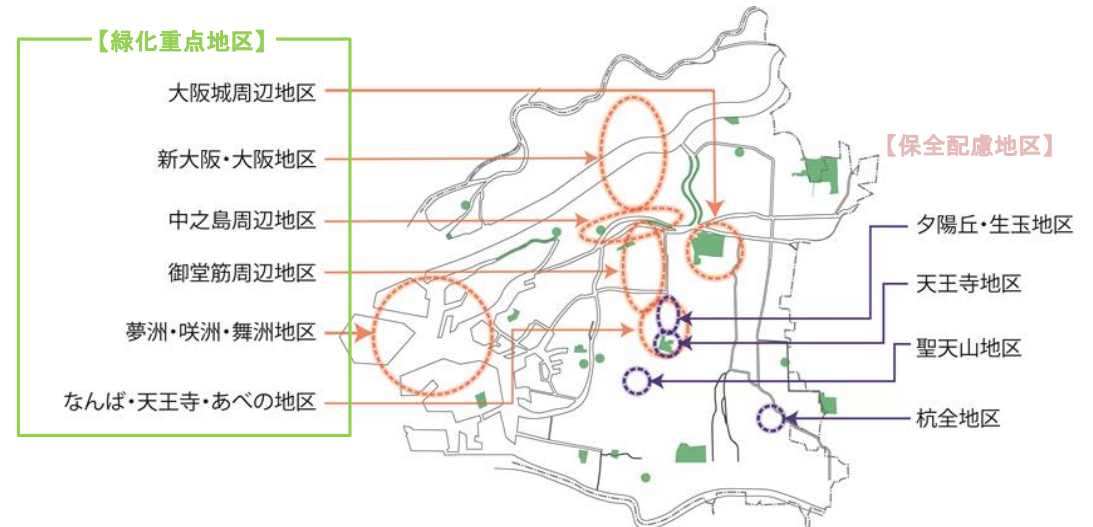 【緑化重点地区】
大阪城周辺地区
新大阪・大阪地区
中之島周辺地区
御堂筋周辺地区
夢洲・咲洲・舞洲地区
なんば・天王寺・あべの地区
【保全配慮地区】
夕陽丘・生玉地区
天王寺地区
聖天山地区
杭全地区